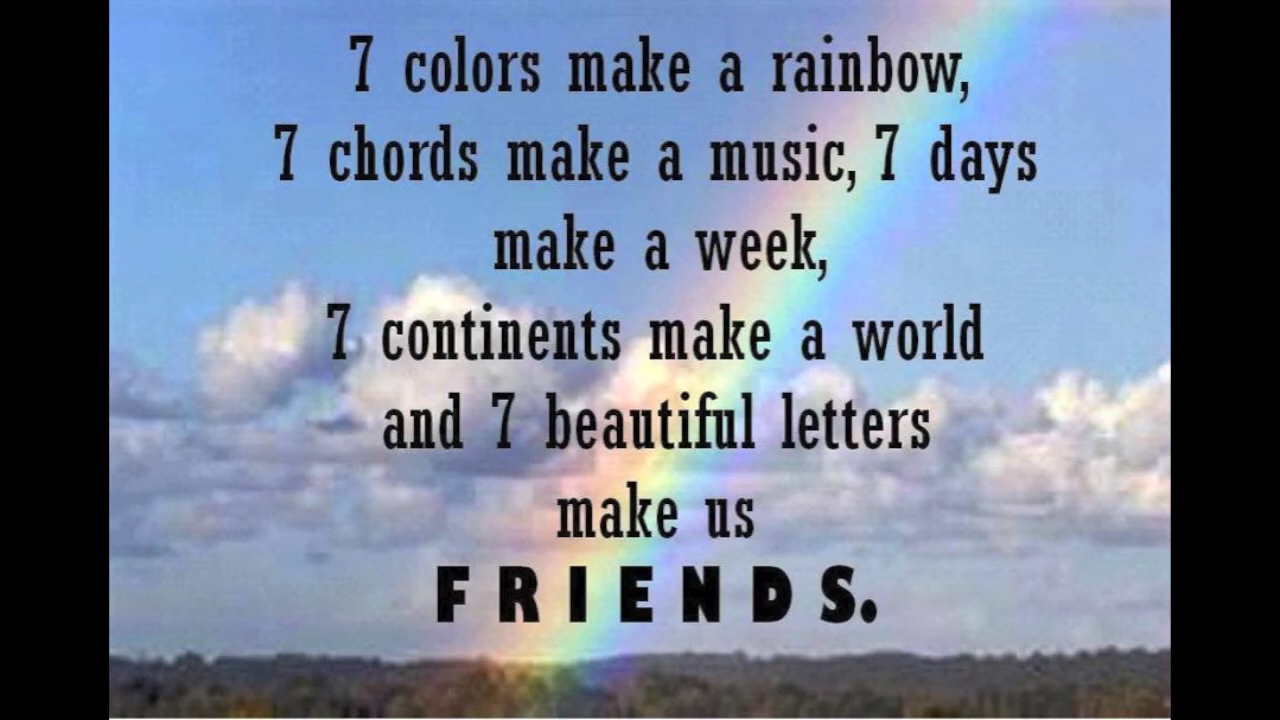 7 colors make a rainbow,
7 chords make a music, 7 days
make a week,
7 continents make a world
and 7 beautiful letters
make us
F R I E N D S.